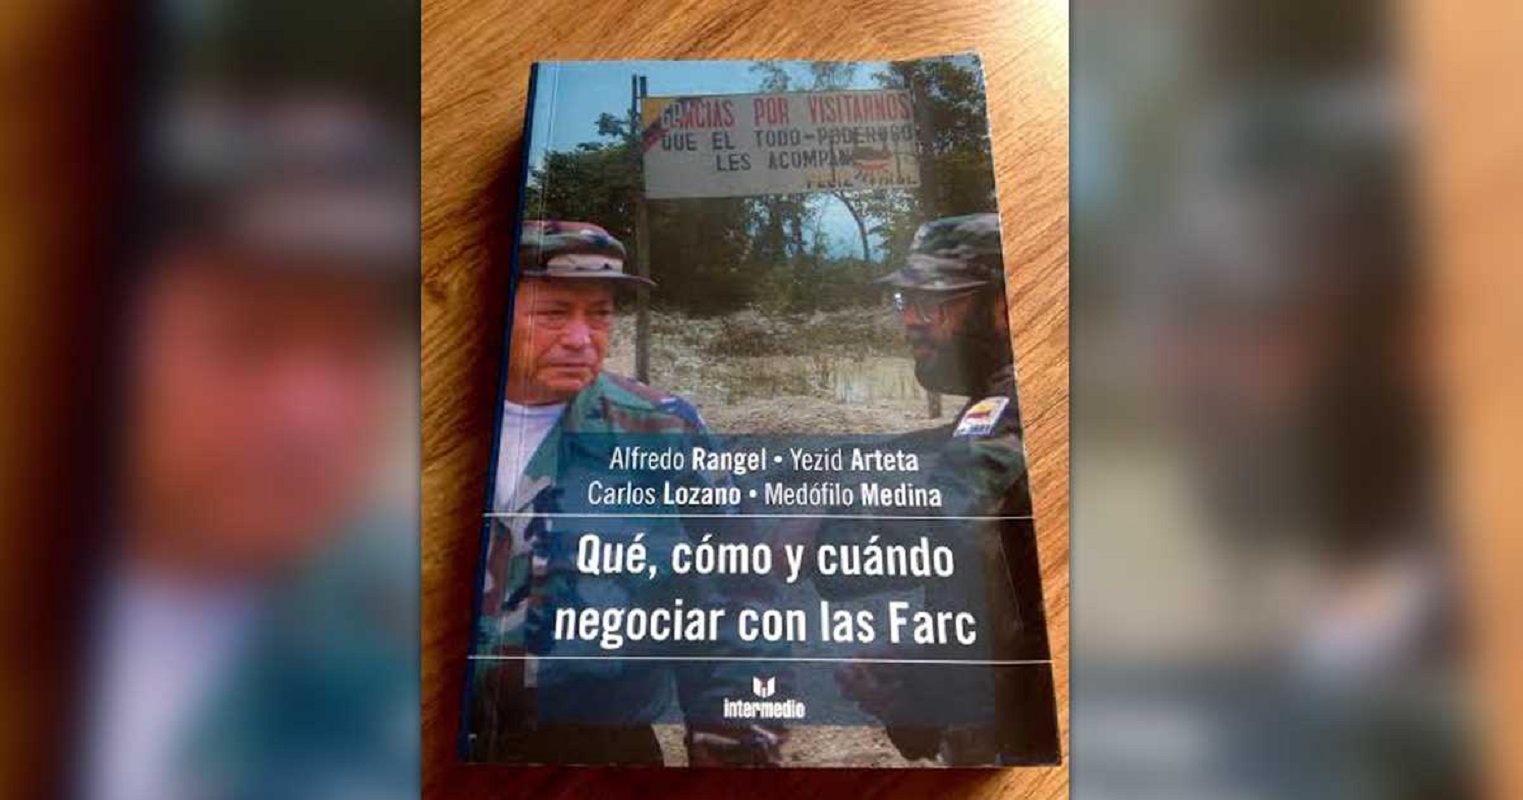 GRACIAS POR VISITARNOS
QUE EL TODO-PODEROSO
LES ACOMPAÑ
FELIZ
Alfredo Rangel • Yezid Arteta
Carlos Lozano • Medófilo Medina
Qué, cómo y cuándo
negociar con las Farc
intermedio